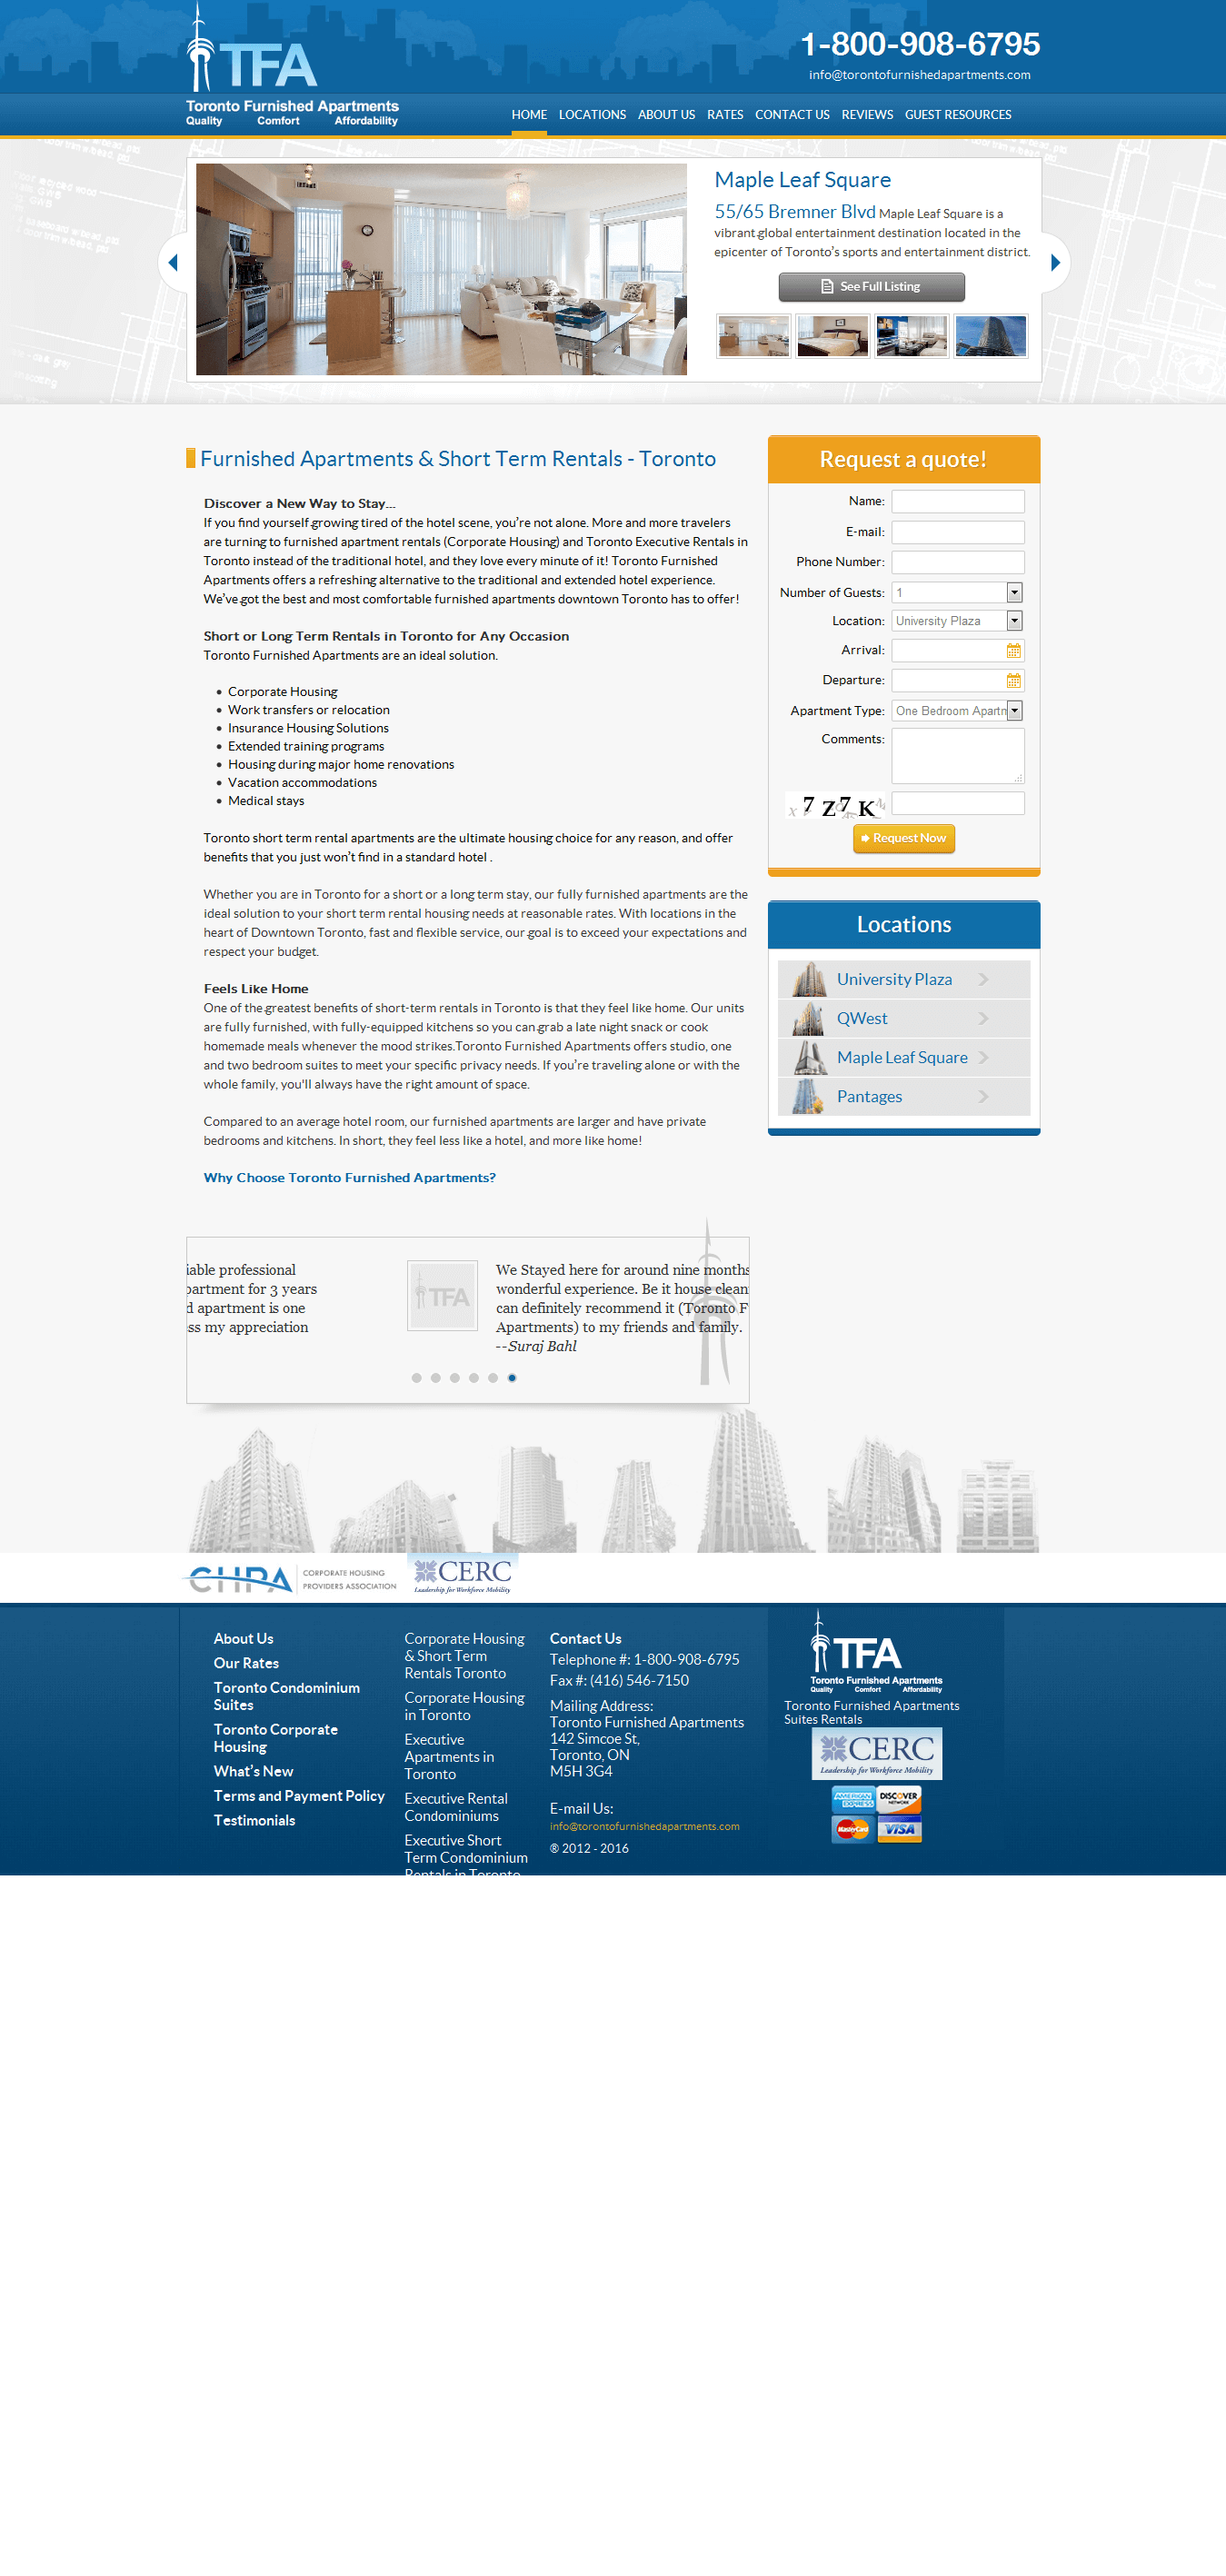 TFA
Toronto Furnished Apartments
Quality Comfort Affordability
1-800-908-6795
info@torontofurnishedapartments.com
HOME LOCATIONS ABOUT US RATES CONTACT US REVIEWS GUEST RESOURCES
Maple Leaf Square
55/65 Bremner Blvd Maple Leaf Square is a
vibrant global entertainment destination located in the
epicenter of Toronto's sports and entertainment district.
See Full Listing
Furnished Apartments & Short Term Rentals - Toronto
Discover a New Way to Stay...
If you find yourself growing tired of the hotel scene, you're not alone. More and more travelers
are turning to furnished apartment rentals (Corporate Housing) and Toronto Executive Rentals in
Toronto instead of the traditional hotel, and they love every minute of it! Toronto Furnished
Apartments offers a refreshing alternative to the traditional and extended hotel experience.
We've got the best and most comfortable furnished apartments downtown Toronto has to offer!
Short or Long Term Rentals in Toronto for Any Occasion
Toronto Furnished Apartments are an ideal solution.
Corporate Housing
Work transfers or relocation
Insurance Housing Solutions
Extended training programs
Housing during major home renovations
Vacation accommodations
Medical stays
Toronto short term rental apartments are the ultimate housing choice for any reason, and offer
benefits that you just won't find in a standard hotel .
Whether you are in Toronto for a short or a long term stay, our fully furnished apartments are the
ideal solution to your short term rental housing needs at reasonable rates. With locations in the
heart of Downtown Toronto, fast and flexible service, our goal is to exceed your expectations and
respect your budget.
Feels Like Home
One of the greatest benefits of short-term rentals in Toronto is that they feel like home. Our units
are fully furnished, with fully-equipped kitchens so you can grab a late night snack or cook
homemade meals whenever the mood strikes.Toronto Furnished Apartments offers studio, one
and two bedroom suites to meet your specific privacy needs. If you're traveling alone or with the
whole family, you'll always have the right amount of space.
Compared to an average hotel room, our furnished apartments are larger and have private
bedrooms and kitchens. In short, they feel less like a hotel, and more like home!
Why Choose Toronto Furnished Apartments?
Request a quote!
Name:
E-mail:
Phone Number:
Number of Guests: 1
Location: University Plaza
Arrival:
Departure:
Apartment Type: One Bedroom Apartm
Comments:
7 Z 7 K
Request Now
Locations
University Plaza
QWest
Maple Leaf Square
Pantages
iable professional
partment for 3 years
d apartment is one
ss my appreciation
TFA
We Stayed here for around nine months
wonderful experience. Be it house clean
can definitely recommend it (Toronto F
Apartments) to my friends and family.
--Suraj Bahl
CHPA CORPORATE HOUSING
PROVIDERS ASSOCIATION
CERC
Leadership for Workforce Mobility
About Us
Our Rates
Toronto Condominium
Suites
Toronto Corporate
Housing
What's New
Terms and Payment Policy
Testimonials
Corporate Housing
& Short Term
Rentals Toronto
Corporate Housing
in Toronto
Executive
Apartments in
Toronto
Executive Rental
Condominiums
Executive Short
Term Condominium
Rentals in Toronto
Contact Us
Telephone #: 1-800-908-6795
Fax #: (416) 546-7150
Mailing Address:
Toronto Furnished Apartments
142 Simcoe St,
Toronto, ON
M5H 3G4
E-mail Us:
info@torontofurnishedapartments.com
® 2012 - 2016
TFA
Toronto Furnished Apartments
Quality Comfort Affordability
Toronto Furnished Apartments
Suites Rentals
CERC
Leadership for Workforce Mobility
AMERICAN EXPRESS
DISCOVER NETWORK
MasterCard
VISA